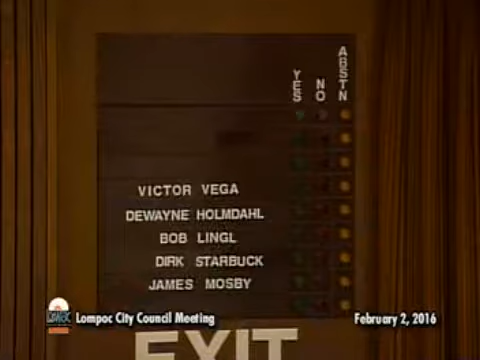 YES NO ABSTN
VICTOR VEGA
DEWAYNE HOLMDAHL
BOB LINGL
DIRK STARBUCK
JAMES MOSBY
LOMPOC
Lompoc City Council Meeting
February 2, 2016
EXIT